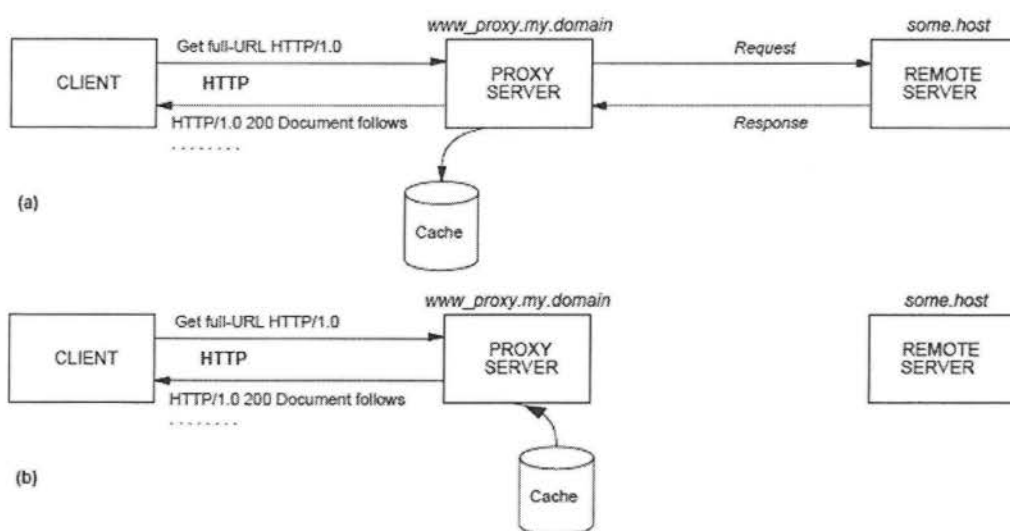 www_proxy.my.domain
some.host
Get full-URL HTTP/1.0
Request
CLIENT
HTTP
PROXY
SERVER
REMOTE
SERVER
HTTP/1.0 200 Document follows
Response
. . . . . . . .
(a)
Cache
www_proxy.my.domain
some.host
Get full-URL HTTP/1.0
CLIENT
HTTP
PROXY
SERVER
REMOTE
SERVER
HTTP/1.0 200 Document follows
. . . . . . . .
(b)
Cache